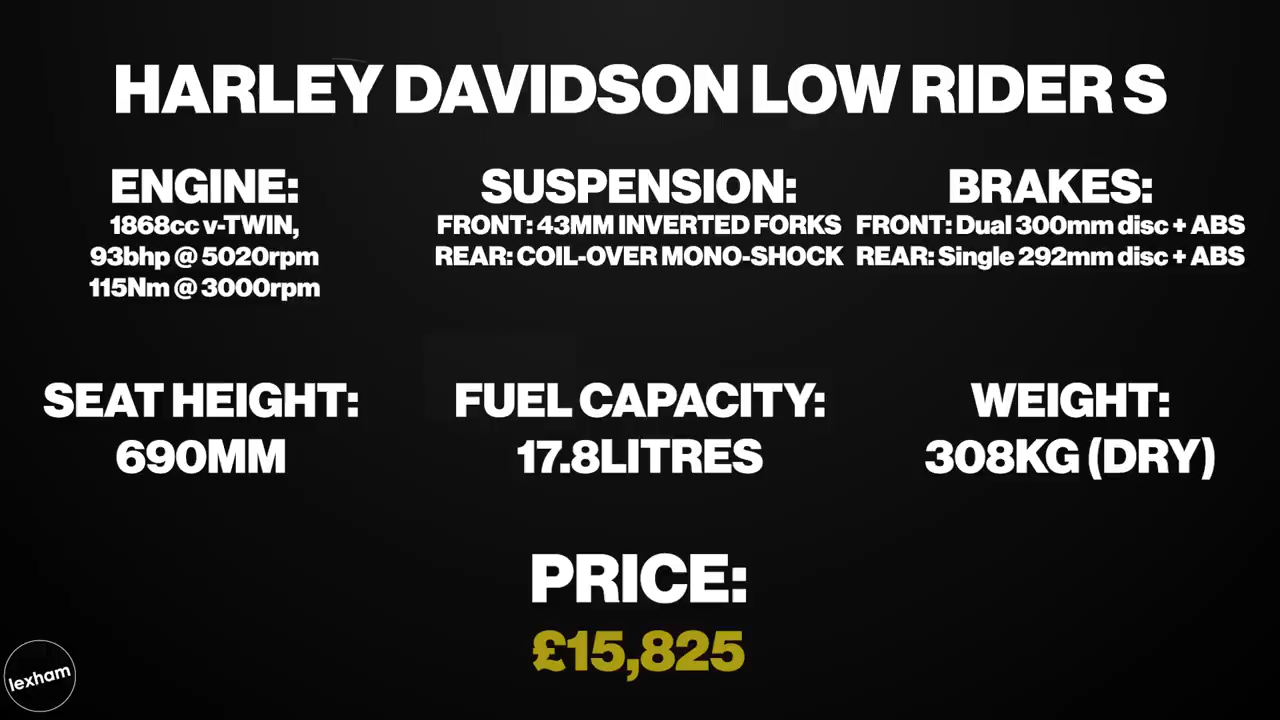 HARLEY DAVIDSON LOW RIDER S
ENGINE:
1868cc v-TWIN,
93bhp @ 5020rpm
115Nm @ 3000rpm
SUSPENSION:
FRONT: 43MM INVERTED FORKS
REAR: COIL-OVER MONO-SHOCK
BRAKES:
FRONT: Dual 300mm disc + ABS
REAR: Single 292mm disc + ABS
SEAT HEIGHT:
690MM
FUEL CAPACITY:
17.8LITRES
WEIGHT:
308KG (DRY)
PRICE:
£15,825
lexham